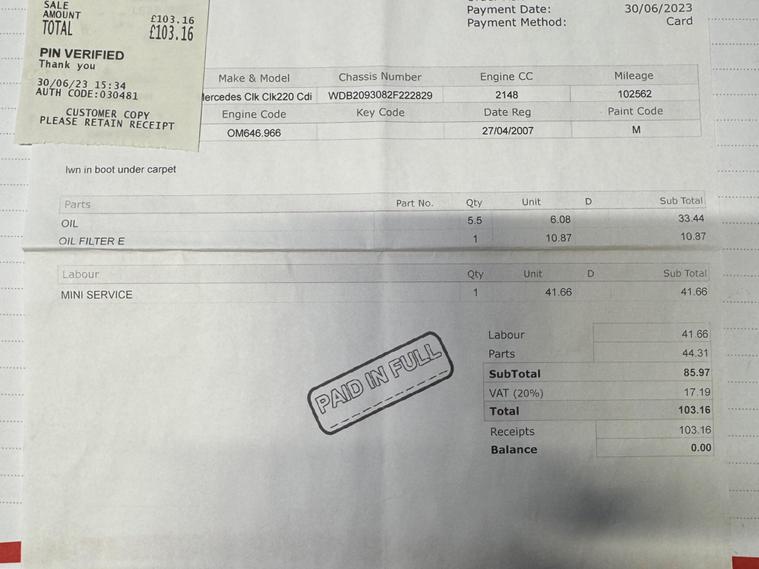 SALE
AMOUNT £103.16
TOTAL £103.16
PIN VERIFIED
Thank you
30/06/23 15:34
AUTH CODE:030481
CUSTOMER COPY
PLEASE RETAIN RECEIPT
Payment Date: 30/06/2023
Payment Method: Card
Make & Model Chassis Number Engine CC Mileage
ercedes Clk Clk220 Cdi WDB2093082F222829 2148 102562
Engine Code Key Code Date Reg Paint Code
OM646.966 27/04/2007 M
lwn in boot under carpet
Parts Part No. Qty Unit D Sub Total
OIL 5.5 6.08 33.44
OIL FILTER E 1 10.87 10.87
Labour Qty Unit D Sub Total
MINI SERVICE 1 41.66 41.66
Labour 41.66
Parts 44.31
SubTotal 85.97
VAT (20%) 17.19
Total 103.16
Receipts 103.16
Balance 0.00
PAID IN FULL